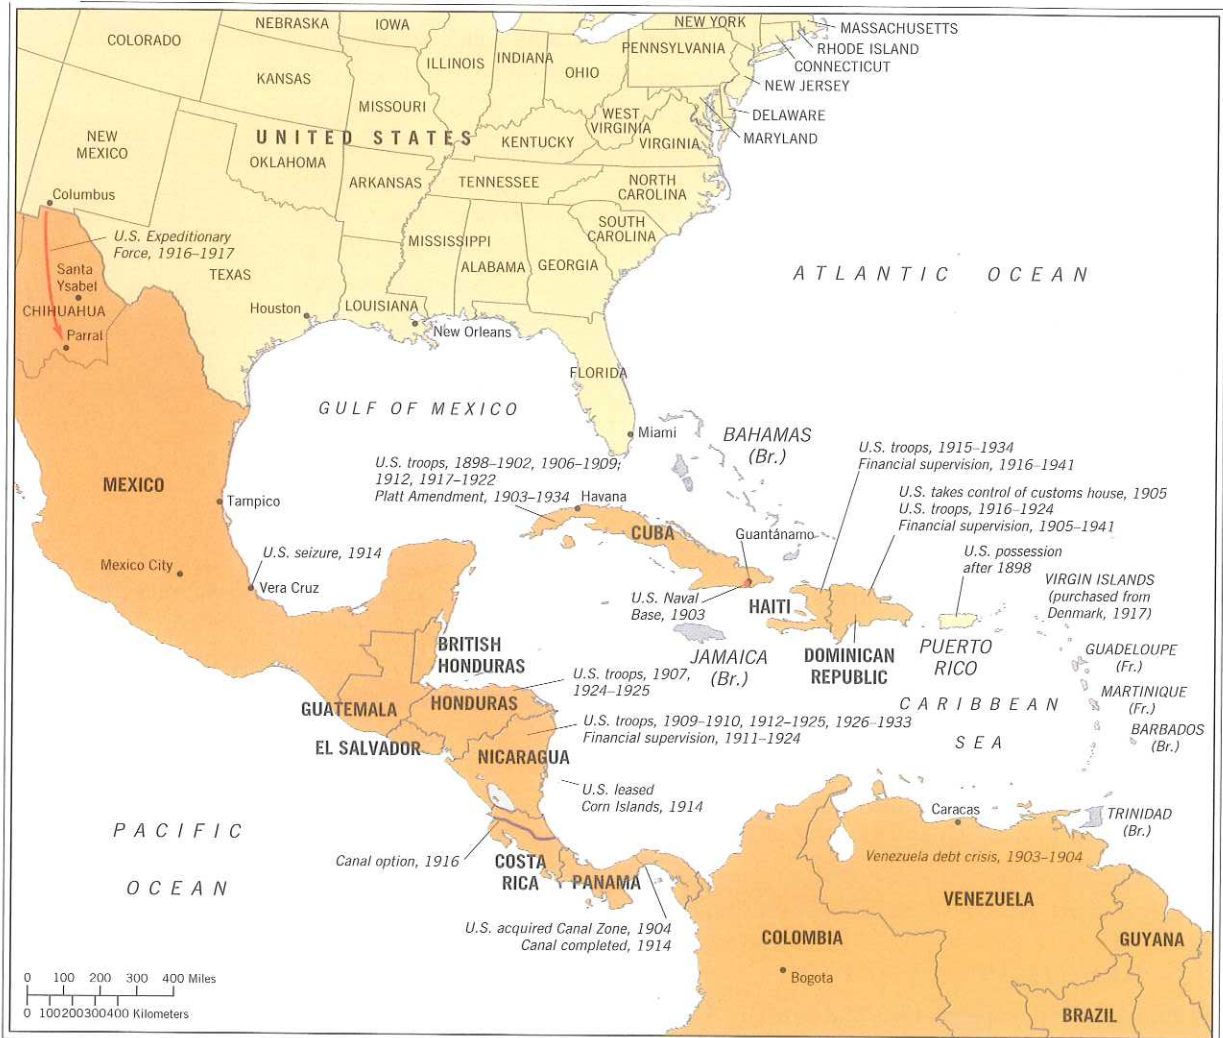 NEBRASKA
IOWA
NEW YORK
MASSACHUSETTS
COLORADO
PENNSYLVANIA
RHODE ISLAND
ILLINOIS
INDIANA
OHIO
CONNECTICUT
KANSAS
NEW JERSEY
MISSOURI
WEST
VIRGINIA
DELAWARE
UNITED STATES
KENTUCKY
VIRGINIA
MARYLAND
NEW
MEXICO
OKLAHOMA
ARKANSAS
TENNESSEE
NORTH
CAROLINA
Columbus
SOUTH
CAROLINA
U.S. Expeditionary
Force, 1916–1917
MISSISSIPPI
ALABAMA
GEORGIA
Santa
Ysabel
TEXAS
ATLANTIC OCEAN
CHIHUAHUA
Houston
LOUISIANA
New Orleans
Parral
FLORIDA
GULF OF MEXICO
Miami
BAHAMAS
(Br.)
U.S. troops, 1898–1902, 1906–1909;
1912, 1917–1922
Platt Amendment, 1903–1934
U.S. troops, 1915–1934
Financial supervision, 1916–1941
MEXICO
Tampico
Havana
U.S. takes control of customs house, 1905
U.S. troops, 1916–1924
Financial supervision, 1905–1941
CUBA
Guantánamo
U.S. seizure, 1914
U.S. possession
after 1898
Mexico City
Vera Cruz
VIRGIN ISLANDS
(purchased from
Denmark, 1917)
U.S. Naval
Base, 1903
HAITI
BRITISH
HONDURAS
JAMAICA
(Br.)
DOMINICAN
REPUBLIC
PUERTO
RICO
GUADELOUPE
(Fr.)
U.S. troops, 1907,
1924–1925
MARTINIQUE
(Fr.)
GUATEMALA
HONDURAS
CARIBBEAN
SEA
BARBADOS
(Br.)
U.S. troops, 1909–1910, 1912–1925, 1926–1933
Financial supervision, 1911–1924
EL SALVADOR
NICARAGUA
U.S. leased
Corn Islands, 1914
PACIFIC
OCEAN
Caracas
TRINIDAD
(Br.)
Canal option, 1916
COSTA
RICA
PANAMA
Venezuela debt crisis, 1903–1904
VENEZUELA
U.S. acquired Canal Zone, 1904
Canal completed, 1914
COLOMBIA
GUYANA
Bogota
BRAZIL
0 100 200 300 400 Miles
0 100 200 300 400 Kilometers